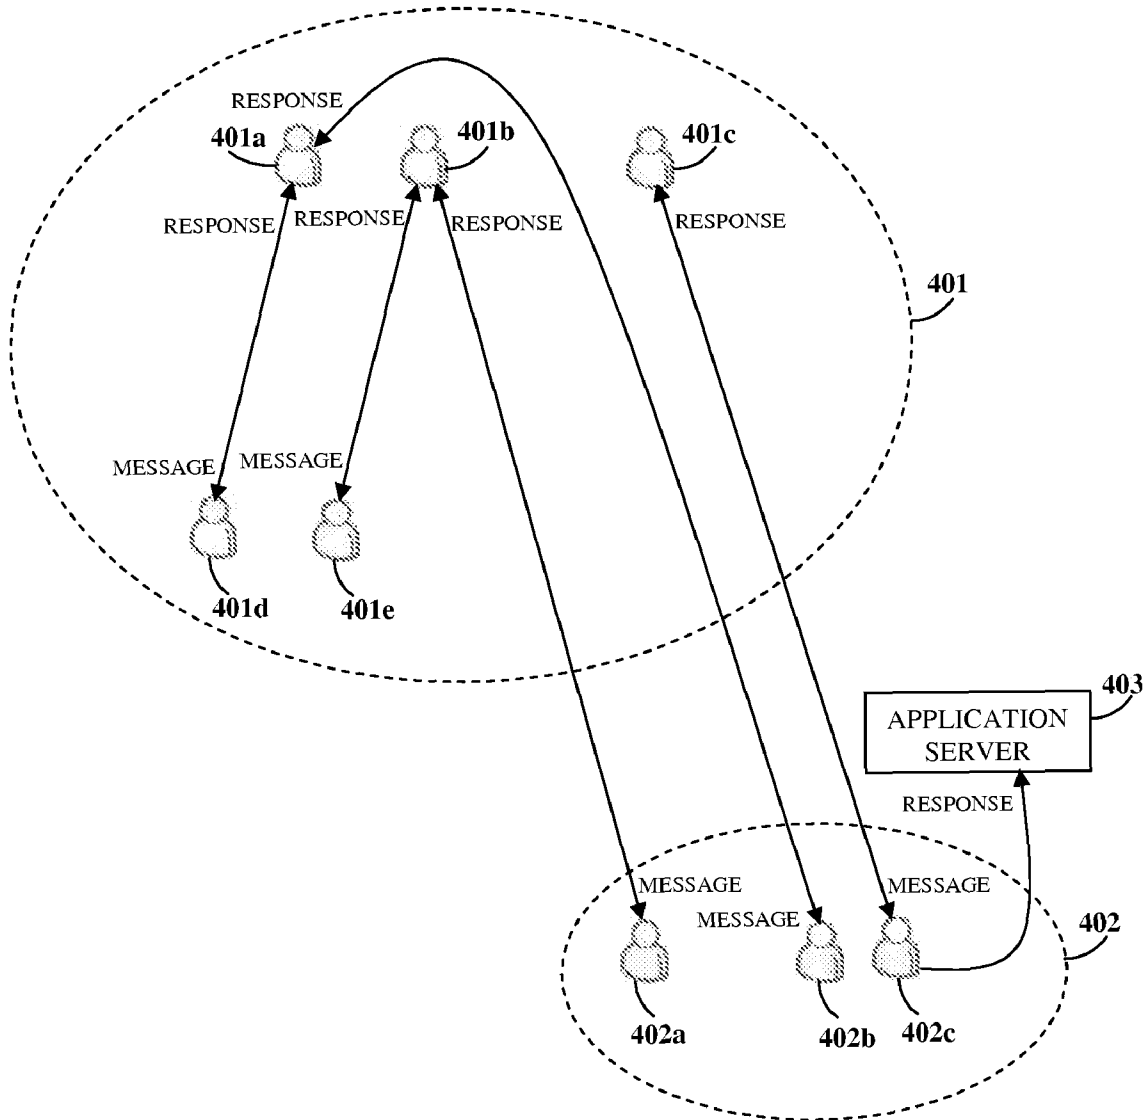 RESPONSE
401a
401b
401c
RESPONSE
RESPONSE
RESPONSE
RESPONSE
401
MESSAGE
MESSAGE
401d
401e
403
APPLICATION
SERVER
RESPONSE
MESSAGE
MESSAGE
MESSAGE
402
402a
402b
402c